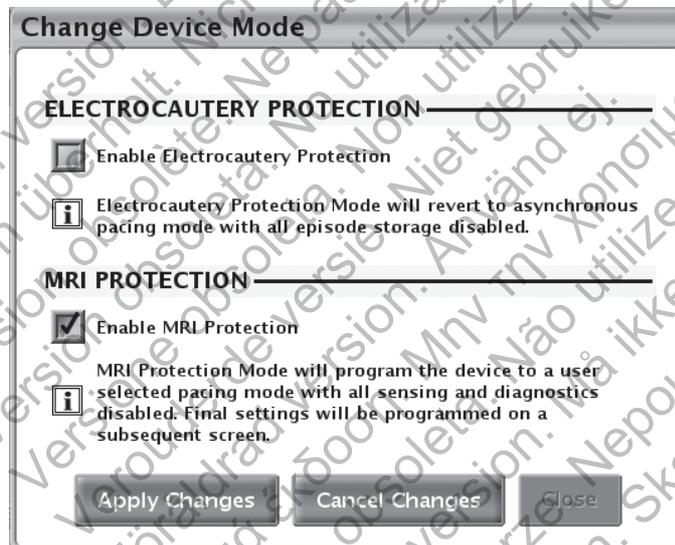 Change Device Mode
ELECTROCAUTERY PROTECTION
Enable Electrocautery Protection
Electrocautery Protection Mode will revert to asynchronous
pacing mode with all episode storage disabled.
MRI PROTECTION
Enable MRI Protection
MRI Protection Mode will program the device to a user
selected pacing mode with all sensing and diagnostics
disabled. Final settings will be programmed on a
subsequent screen.
Apply Changes Cancel Changes Close